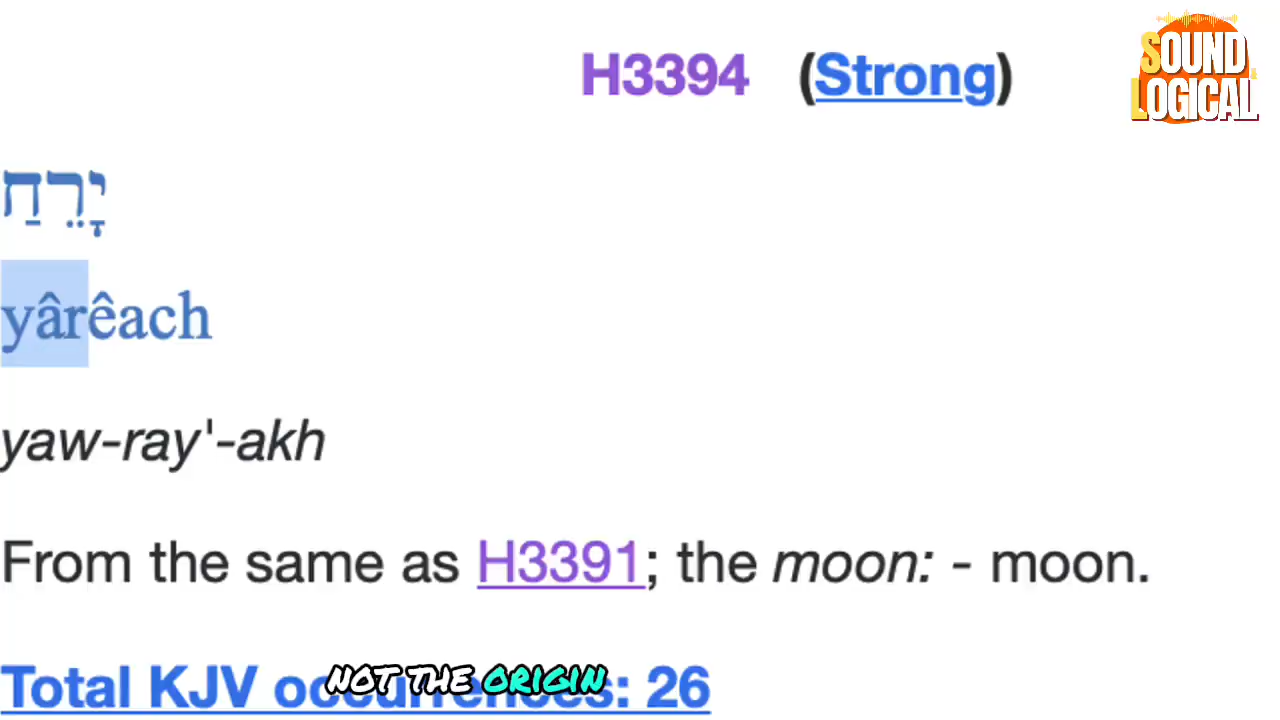 H3394 (Strong)
SOUND
LOGICAL
יָרֵחַ
yârêach
yaw-ray'-akh
From the same as H3391; the moon: - moon.
Total KJV occurrences: 26
NOT THE ORIGIN